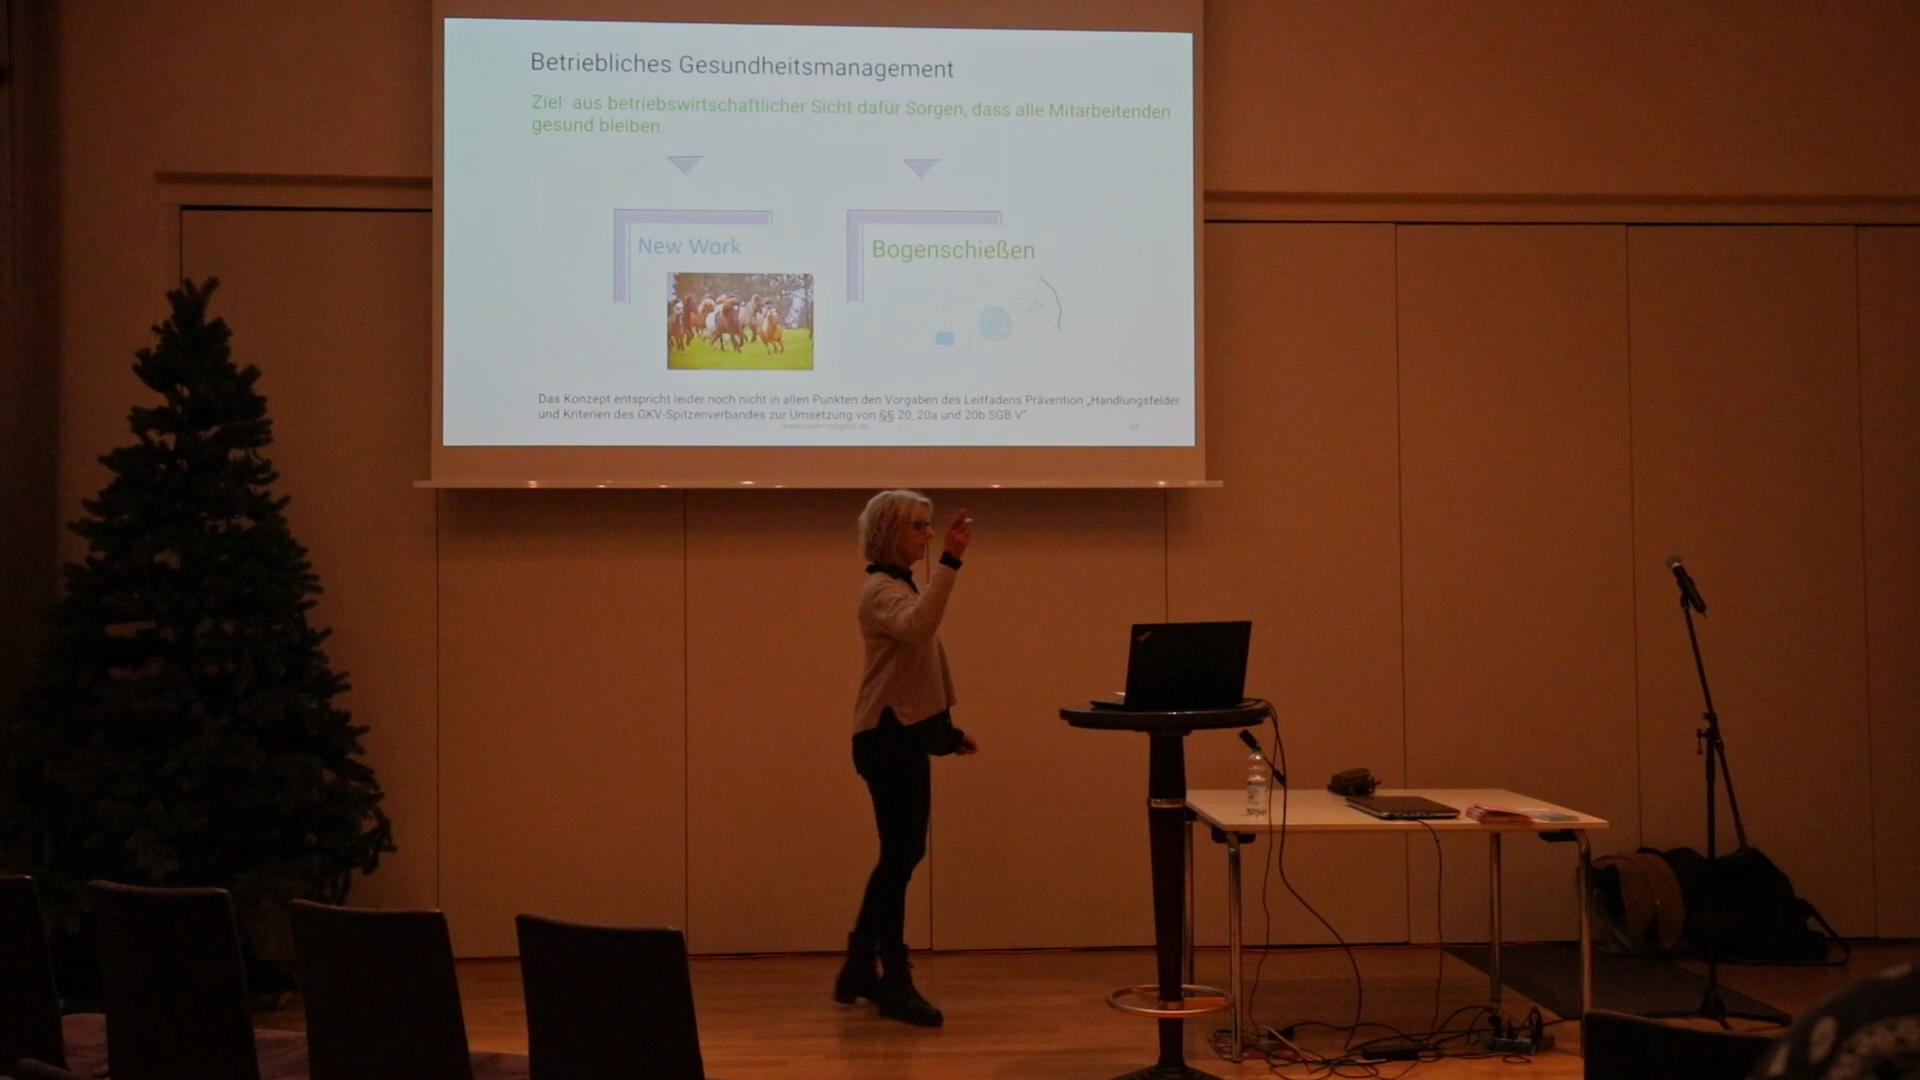 Betriebliches Gesundheitsmanagement
Ziel: aus betriebswirtschaftlicher Sicht dafür Sorgen, dass alle Mitarbeitenden
gesund bleiben.
New Work
Bogenschießen
Das Konzept entspricht leider noch nicht in allen Punkten den Vorgaben des Leitfadens Prävention „Handlungsfelder
und Kriterien des GKV-Spitzenverbandes zur Umsetzung von §§ 20, 20a und 20b SGB V“